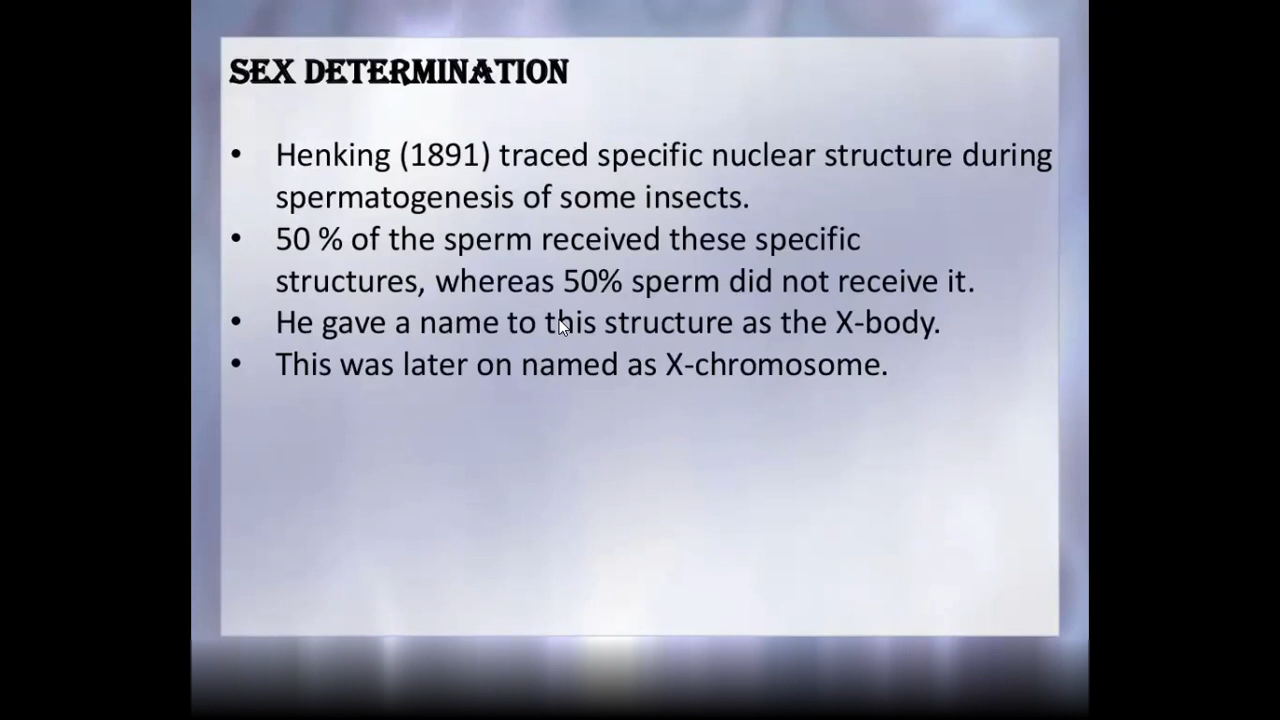 SEX DETERMINATION
• Henking (1891) traced specific nuclear structure during
spermatogenesis of some insects.
• 50 % of the sperm received these specific
structures, whereas 50% sperm did not receive it.
• He gave a name to this structure as the X-body.
• This was later on named as X-chromosome.